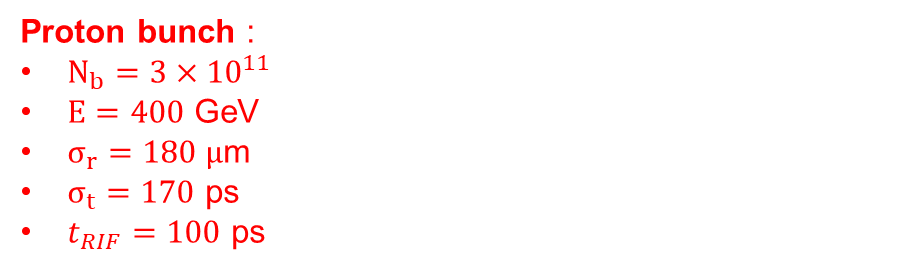 Proton bunch :
• N_b = 3 × 10^11
• E = 400 GeV
• σ_r = 180 μm
• σ_t = 170 ps
• t_RIF = 100 ps